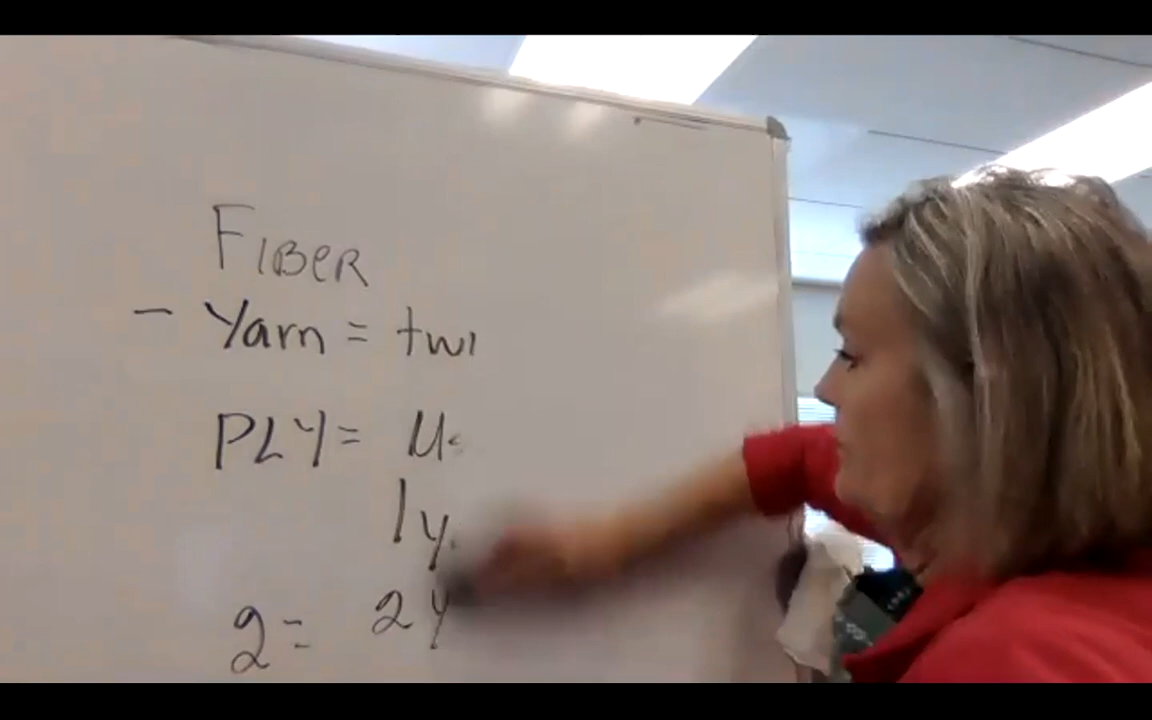 FIBER
- Yarn = twi
PLY =
1 y
2 = 2 y